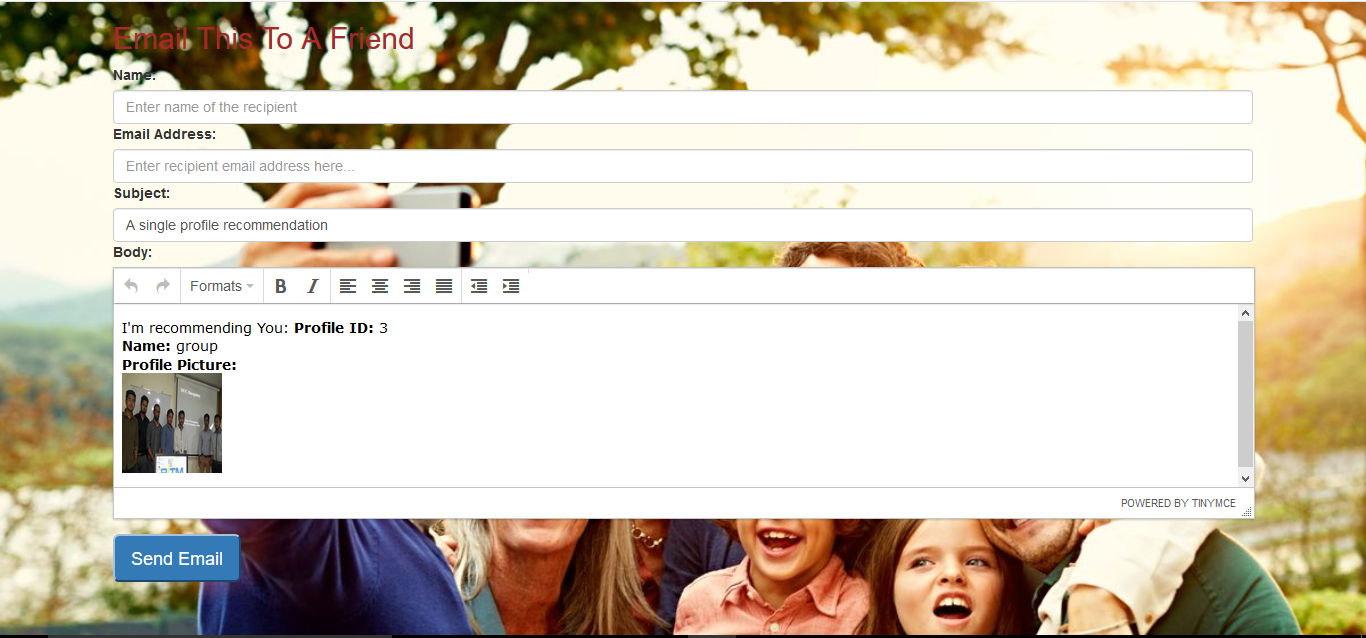 Email This To A Friend
Name:
Enter name of the recipient
Email Address:
Enter recipient email address here...
Subject:
A single profile recommendation
Body:
Formats B I
I'm recommending You: Profile ID: 3
Name: group
Profile Picture:
POWERED BY TINYMCE
Send Email